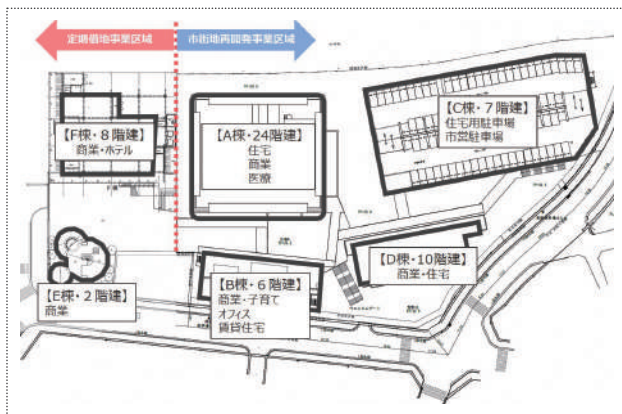 定期借地事業区域
市街地再開発事業区域
【F棟・8階建】
商業・ホテル
【A棟・24階建】
住宅
商業
医療
【C棟・7階建】
住宅用駐車場
市営駐車場
【D棟・10階建】
商業・住宅
【E棟・2階建】
商業
【B棟・6階建】
商業・子育て
オフィス
賃貸住宅